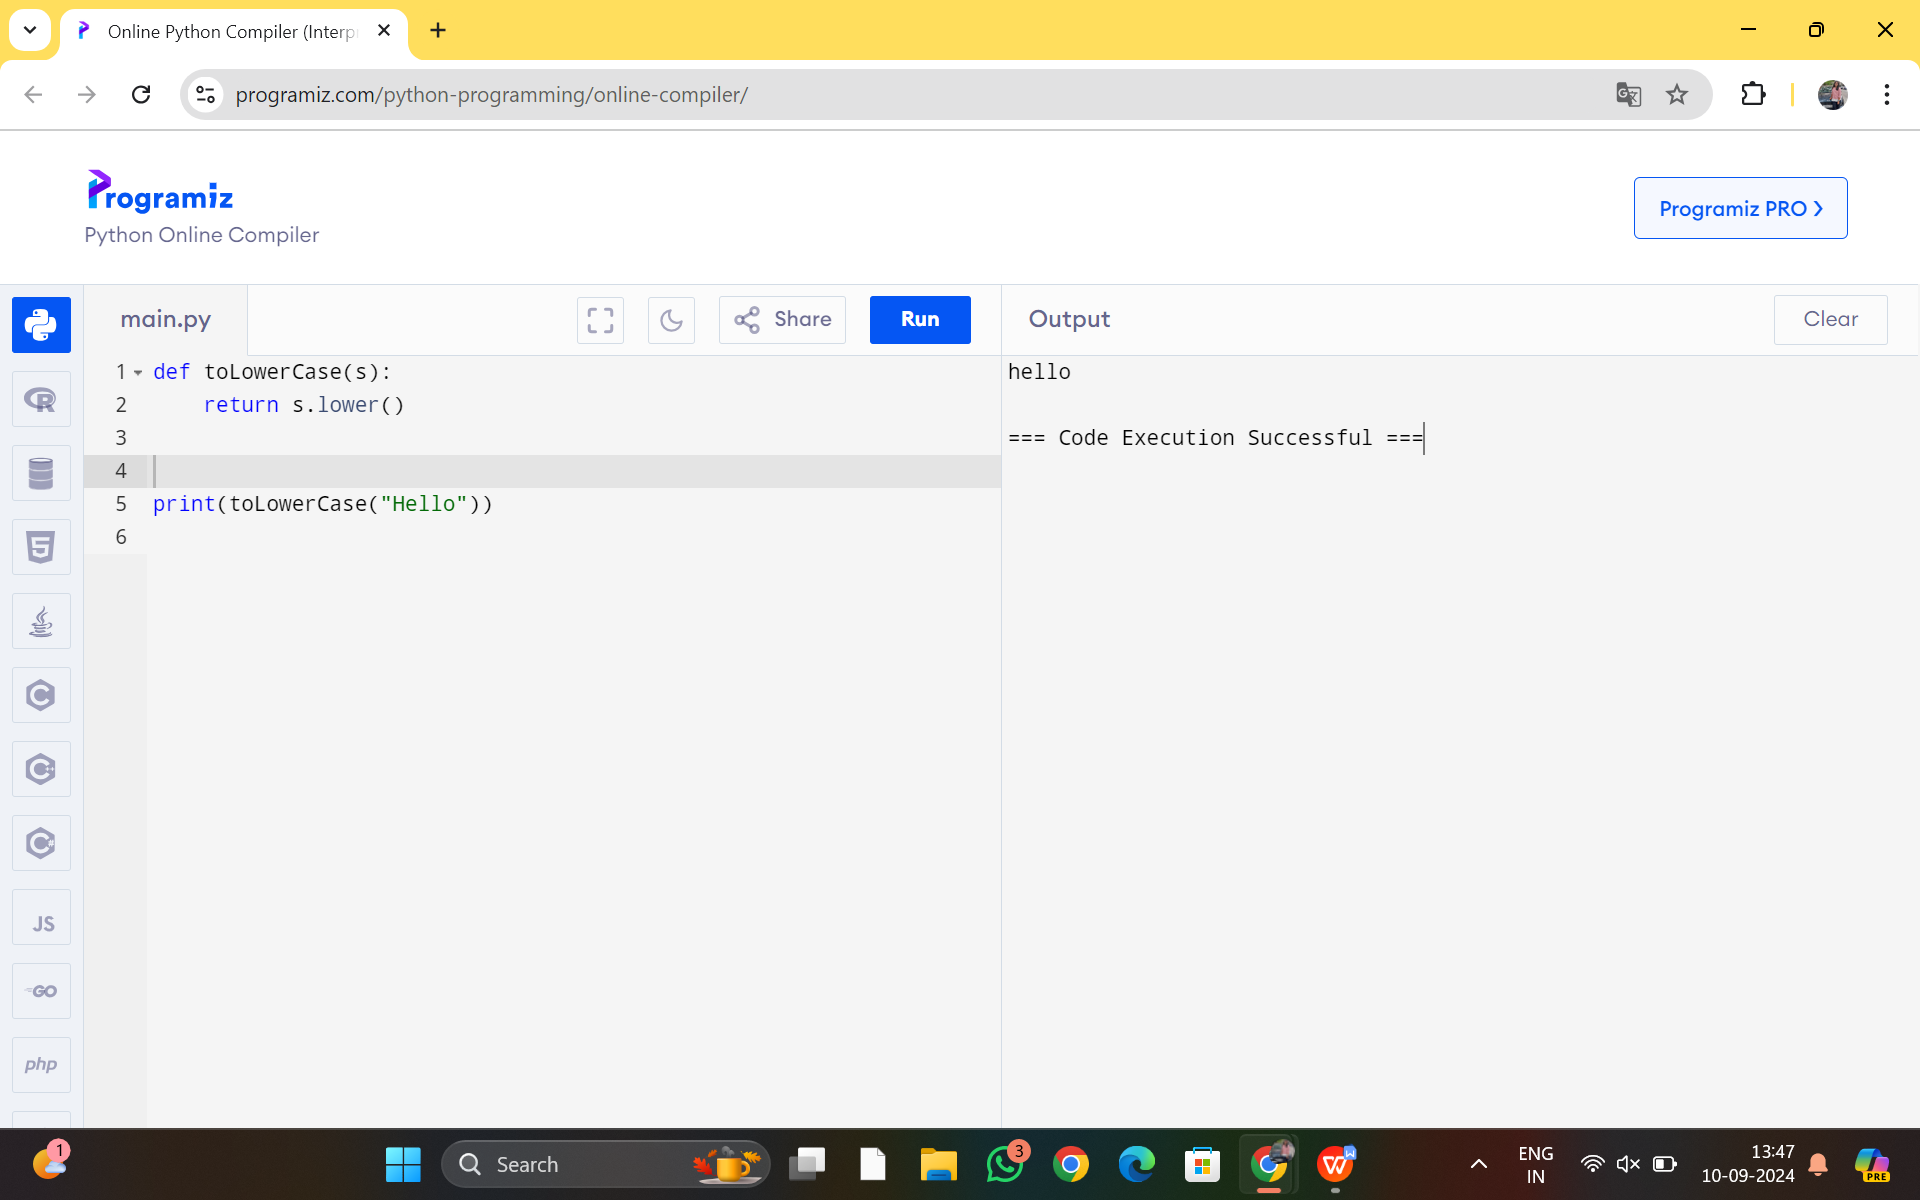 Online Python Compiler (Interp
programiz.com/python-programming/online-compiler/
Programiz
Python Online Compiler
Programiz PRO
main.py
Share
Run
Output
Clear
1 def toLowerCase(s):
2     return s.lower()
3
4
5 print(toLowerCase("Hello"))
6
hello
=== Code Execution Successful ===
R
5
C
C++
C#
JS
GO
php
1
Search
3
W
W
ENG
IN
13:47
10-09-2024
PRE